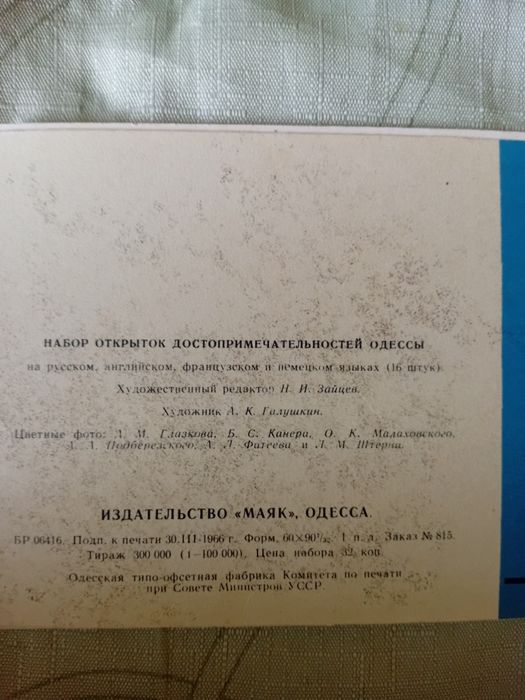 НАБОР ОТКРЫТОК ДОСТОПРИМЕЧАТЕЛЬНОСТЕЙ ОДЕССЫ
на русском, английском, французском и немецком языках (16 штук).
Художественный редактор Н. И. Зайцев.
Художник А. К. Галушкин.
Цветные фото: А. М. Глазкова, Б. С. Канера, О. К. Малаховского,
А. А. Подберезского, А. Л. Фатеева и Л. М. Штерна.
ИЗДАТЕЛЬСТВО «МАЯК», ОДЕССА.
БР 06416. Подп. к печати 30.III-1966 г. Форм. 60×90¹/₃₂. 1 п. л. Заказ № 815.
Тираж 300 000 (1—100 000). Цена набора 32 коп.
Одесская типо-офсетная фабрика Комитета по печати
при Совете Министров УССР.